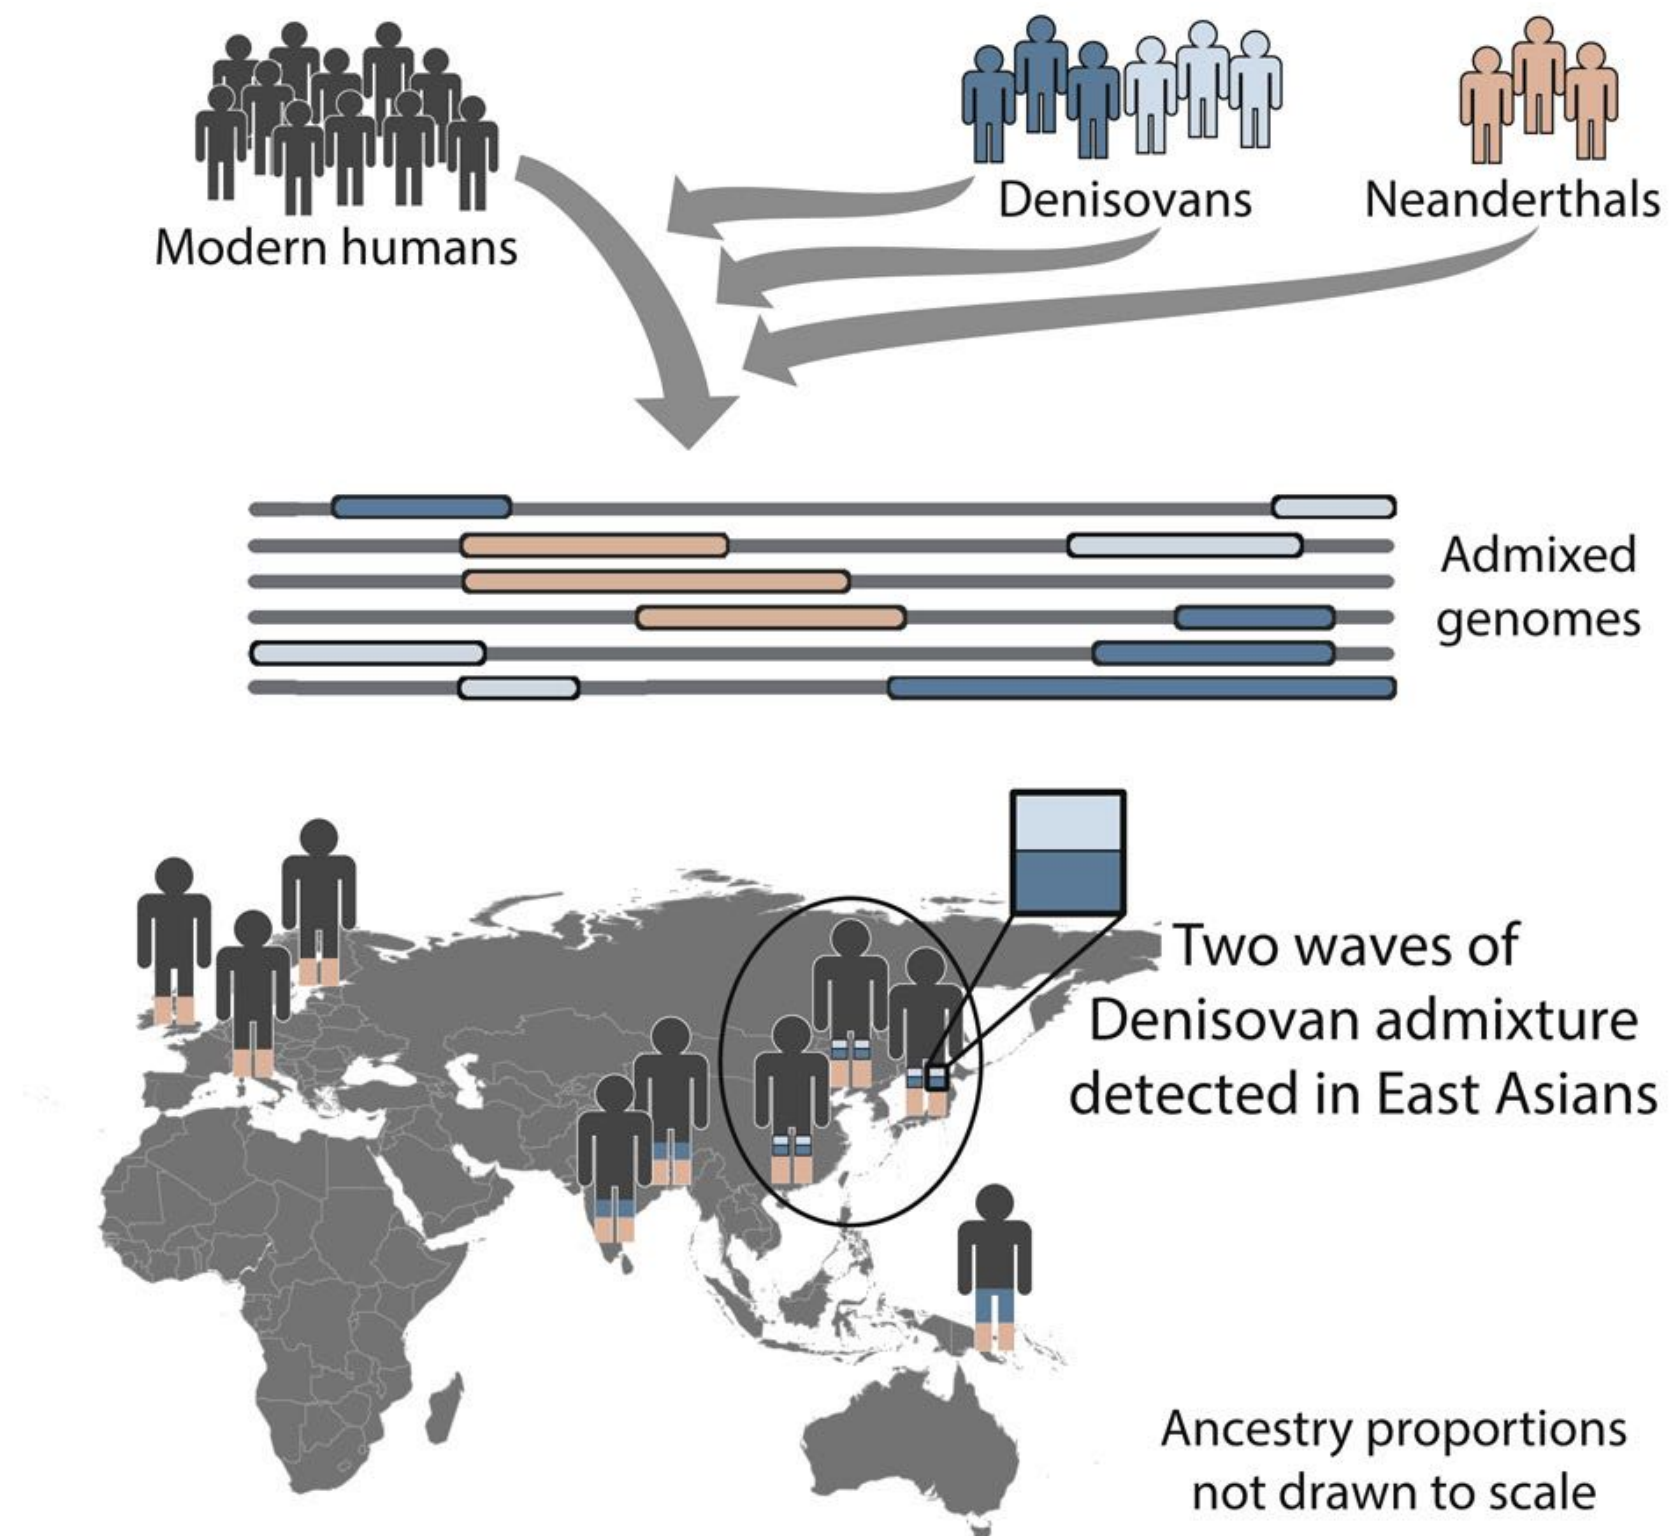 Modern humans
Denisovans
Neanderthals
Admixed
genomes
Two waves of
Denisovan admixture
detected in East Asians
Ancestry proportions
not drawn to scale